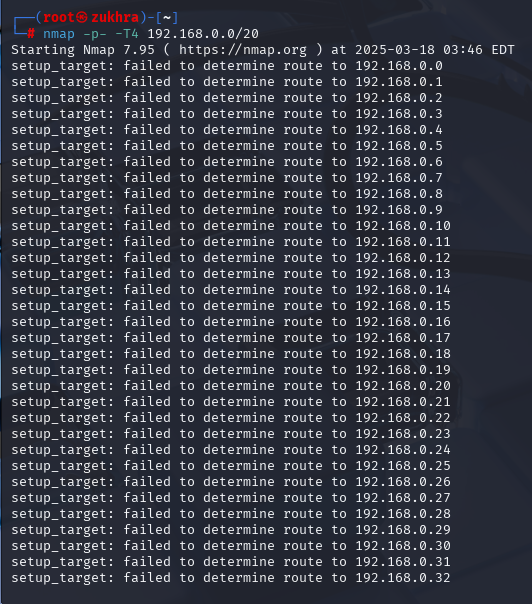 ┌──(root㉿zukhra)-[~]
└─# nmap -p- -T4 192.168.0.0/20
Starting Nmap 7.95 ( https://nmap.org ) at 2025-03-18 03:46 EDT
setup_target: failed to determine route to 192.168.0.0
setup_target: failed to determine route to 192.168.0.1
setup_target: failed to determine route to 192.168.0.2
setup_target: failed to determine route to 192.168.0.3
setup_target: failed to determine route to 192.168.0.4
setup_target: failed to determine route to 192.168.0.5
setup_target: failed to determine route to 192.168.0.6
setup_target: failed to determine route to 192.168.0.7
setup_target: failed to determine route to 192.168.0.8
setup_target: failed to determine route to 192.168.0.9
setup_target: failed to determine route to 192.168.0.10
setup_target: failed to determine route to 192.168.0.11
setup_target: failed to determine route to 192.168.0.12
setup_target: failed to determine route to 192.168.0.13
setup_target: failed to determine route to 192.168.0.14
setup_target: failed to determine route to 192.168.0.15
setup_target: failed to determine route to 192.168.0.16
setup_target: failed to determine route to 192.168.0.17
setup_target: failed to determine route to 192.168.0.18
setup_target: failed to determine route to 192.168.0.19
setup_target: failed to determine route to 192.168.0.20
setup_target: failed to determine route to 192.168.0.21
setup_target: failed to determine route to 192.168.0.22
setup_target: failed to determine route to 192.168.0.23
setup_target: failed to determine route to 192.168.0.24
setup_target: failed to determine route to 192.168.0.25
setup_target: failed to determine route to 192.168.0.26
setup_target: failed to determine route to 192.168.0.27
setup_target: failed to determine route to 192.168.0.28
setup_target: failed to determine route to 192.168.0.29
setup_target: failed to determine route to 192.168.0.30
setup_target: failed to determine route to 192.168.0.31
setup_target: failed to determine route to 192.168.0.32